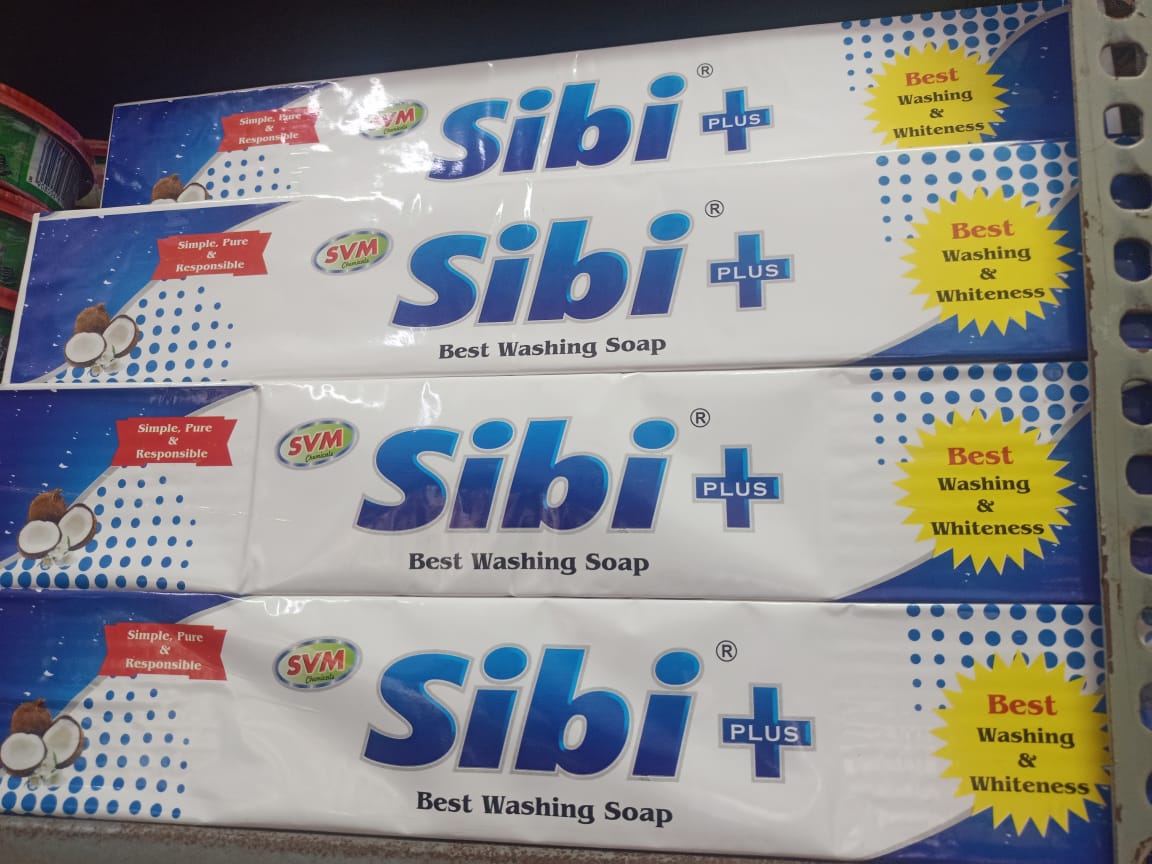 Simple, Pure
&
Responsible
SVM
Chemicals
Sibi ®
PLUS
Best
Washing
&
Whiteness
Simple, Pure
&
Responsible
SVM
Chemicals
Sibi ®
PLUS
Best Washing Soap
Best
Washing
&
Whiteness
Simple, Pure
&
Responsible
SVM
Chemicals
Sibi ®
PLUS
Best Washing Soap
Best
Washing
&
Whiteness
Simple, Pure
&
Responsible
SVM
Chemicals
Sibi ®
PLUS
Best Washing Soap
Best
Washing
&
Whiteness